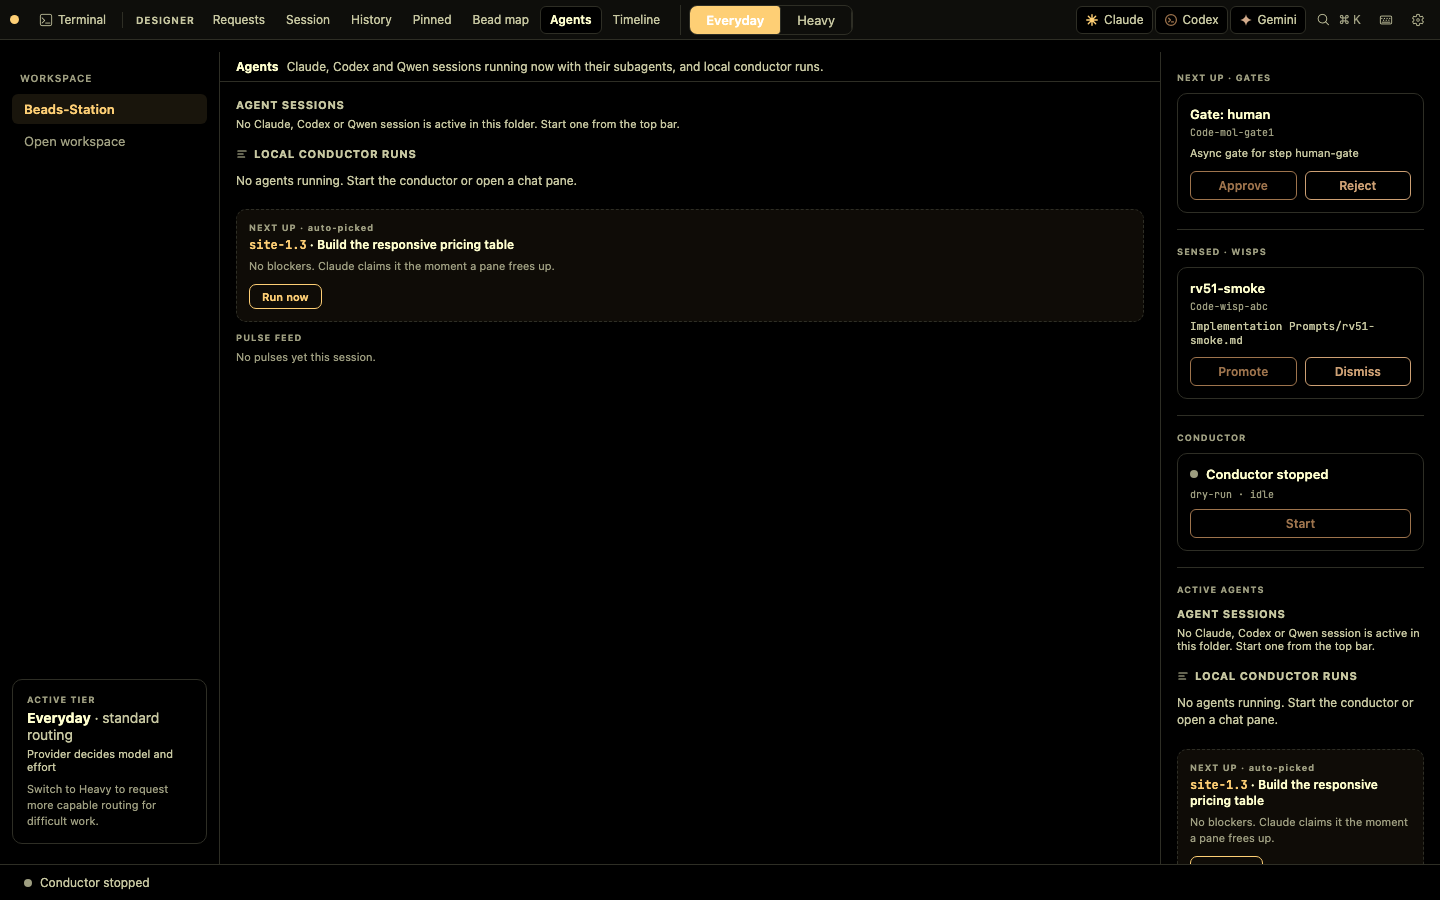 Terminal
DESIGNER
Requests
Session
History
Pinned
Bead map
Agents
Timeline
Everyday
Heavy
Claude
Codex
Gemini
⌘ K
WORKSPACE
Beads-Station
Open workspace
ACTIVE TIER
Everyday · standard
routing
Provider decides model and
effort
Switch to Heavy to request
more capable routing for
difficult work.
Agents Claude, Codex and Qwen sessions running now with their subagents, and local conductor runs.
AGENT SESSIONS
No Claude, Codex or Qwen session is active in this folder. Start one from the top bar.
LOCAL CONDUCTOR RUNS
No agents running. Start the conductor or open a chat pane.
NEXT UP · auto-picked
site-1.3 · Build the responsive pricing table
No blockers. Claude claims it the moment a pane frees up.
Run now
PULSE FEED
No pulses yet this session.
NEXT UP · GATES
Gate: human
Code-mol-gate1
Async gate for step human-gate
Approve
Reject
SENSED · WISPS
rv51-smoke
Code-wisp-abc
Implementation Prompts/rv51-
smoke.md
Promote
Dismiss
CONDUCTOR
Conductor stopped
dry-run · idle
Start
ACTIVE AGENTS
AGENT SESSIONS
No Claude, Codex or Qwen session is active in
this folder. Start one from the top bar.
LOCAL CONDUCTOR RUNS
No agents running. Start the conductor or
open a chat pane.
NEXT UP · auto-picked
site-1.3 · Build the responsive
pricing table
No blockers. Claude claims it the moment
a pane frees up.
Conductor stopped